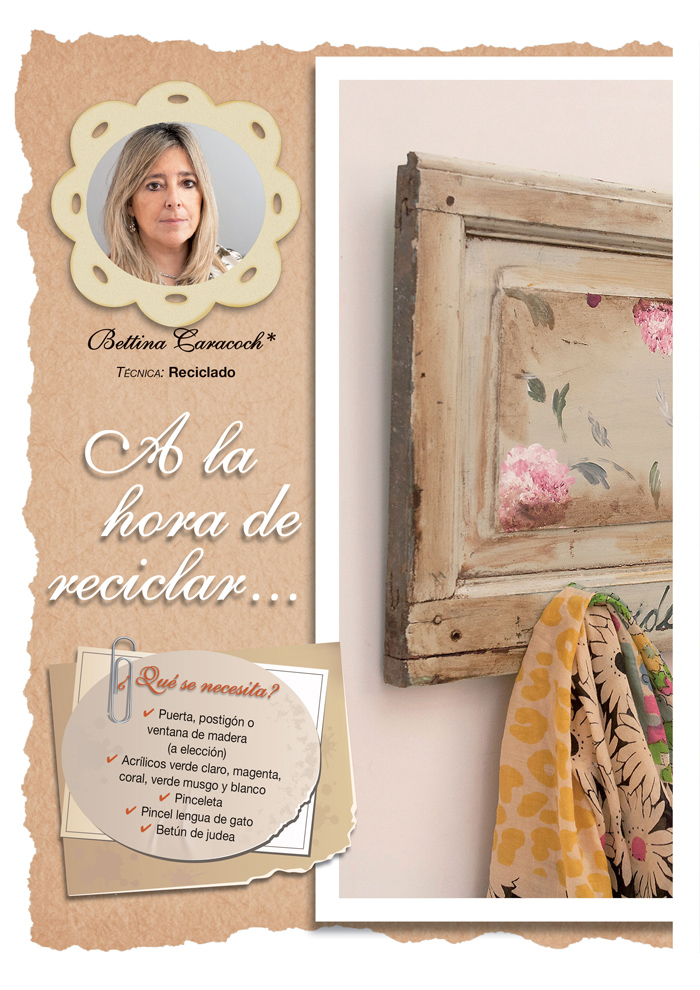 Bettina Caracoch*
TÉCNICA: Reciclado
A la
hora de
reciclar...
¿Qué se necesita?
✔ Puerta, postigón o
ventana de madera
(a elección)
✔ Acrílicos verde claro, magenta,
coral, verde musgo y blanco
✔ Pinceleta
✔ Pincel lengua de gato
✔ Betún de judea